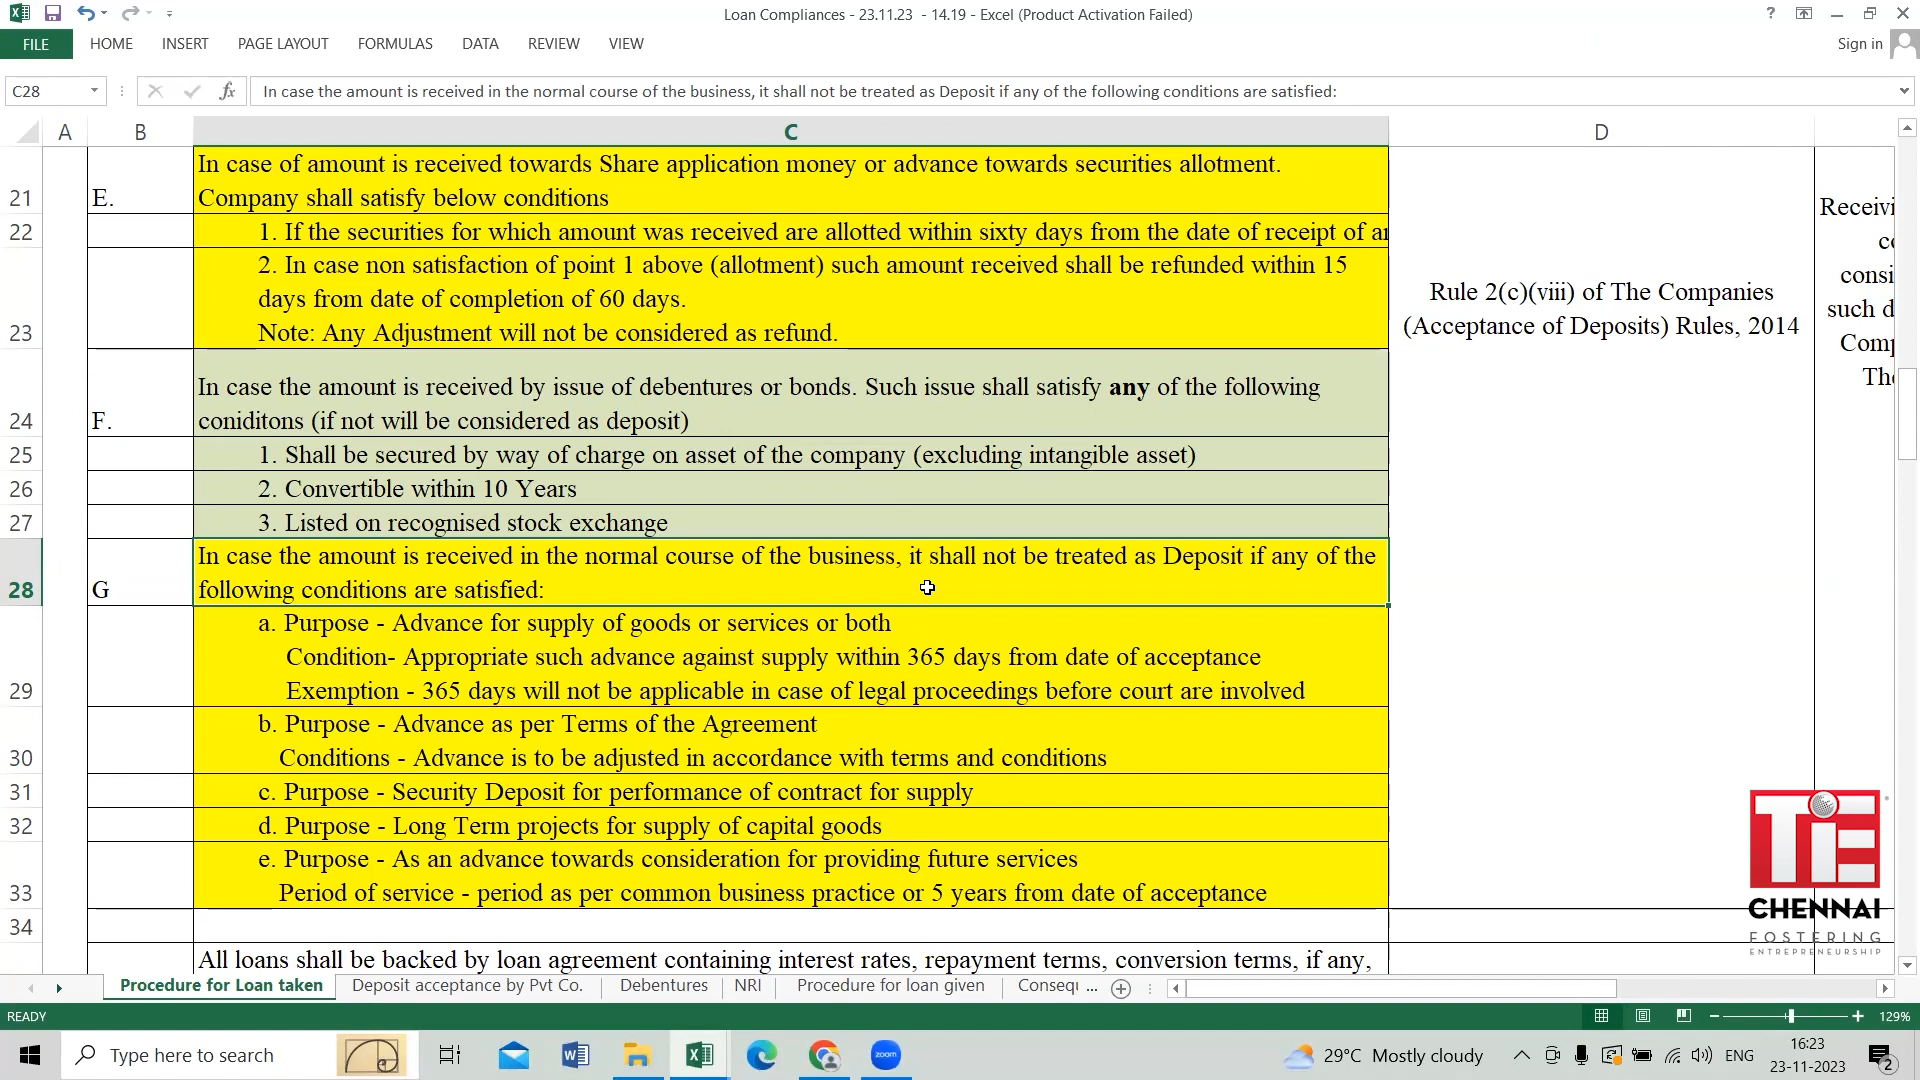 Loan Compliances - 23.11.23 - 14.19 - Excel (Product Activation Failed)
FILE HOME INSERT PAGE LAYOUT FORMULAS DATA REVIEW VIEW Sign in
C28 fx In case the amount is received in the normal course of the business, it shall not be treated as Deposit if any of the following conditions are satisfied:
A B C D
In case of amount is received towards Share application money or advance towards securities allotment.
21 E. Company shall satisfy below conditions
22 1. If the securities for which amount was received are allotted within sixty days from the date of receipt of
2. In case non satisfaction of point 1 above (allotment) such amount received shall be refunded within 15
days from date of completion of 60 days.
23 Note: Any Adjustment will not be considered as refund.
Rule 2(c)(viii) of The Companies
(Acceptance of Deposits) Rules, 2014
Receivi
consi
such d
Comp
The
In case the amount is received by issue of debentures or bonds. Such issue shall satisfy any of the following
24 F. coniditons (if not will be considered as deposit)
25 1. Shall be secured by way of charge on asset of the company (excluding intangible asset)
26 2. Convertible within 10 Years
27 3. Listed on recognised stock exchange
In case the amount is received in the normal course of the business, it shall not be treated as Deposit if any of the
28 G following conditions are satisfied:
a. Purpose - Advance for supply of goods or services or both
Condition- Appropriate such advance against supply within 365 days from date of acceptance
29 Exemption - 365 days will not be applicable in case of legal proceedings before court are involved
b. Purpose - Advance as per Terms of the Agreement
30 Conditions - Advance is to be adjusted in accordance with terms and conditions
31 c. Purpose - Security Deposit for performance of contract for supply
32 d. Purpose - Long Term projects for supply of capital goods
e. Purpose - As an advance towards consideration for providing future services
33 Period of service - period as per common business practice or 5 years from date of acceptance
34
All loans shall be backed by loan agreement containing interest rates, repayment terms, conversion terms, if any,
TiE
CHENNAI
FOSTERING
ENTREPRENEURSHIP
Procedure for Loan taken Deposit acceptance by Pvt Co. Debentures NRI Procedure for loan given Consequ ...
READY 129%
Type here to search zoom 29°C Mostly cloudy ENG 16:23
23-11-2023 2